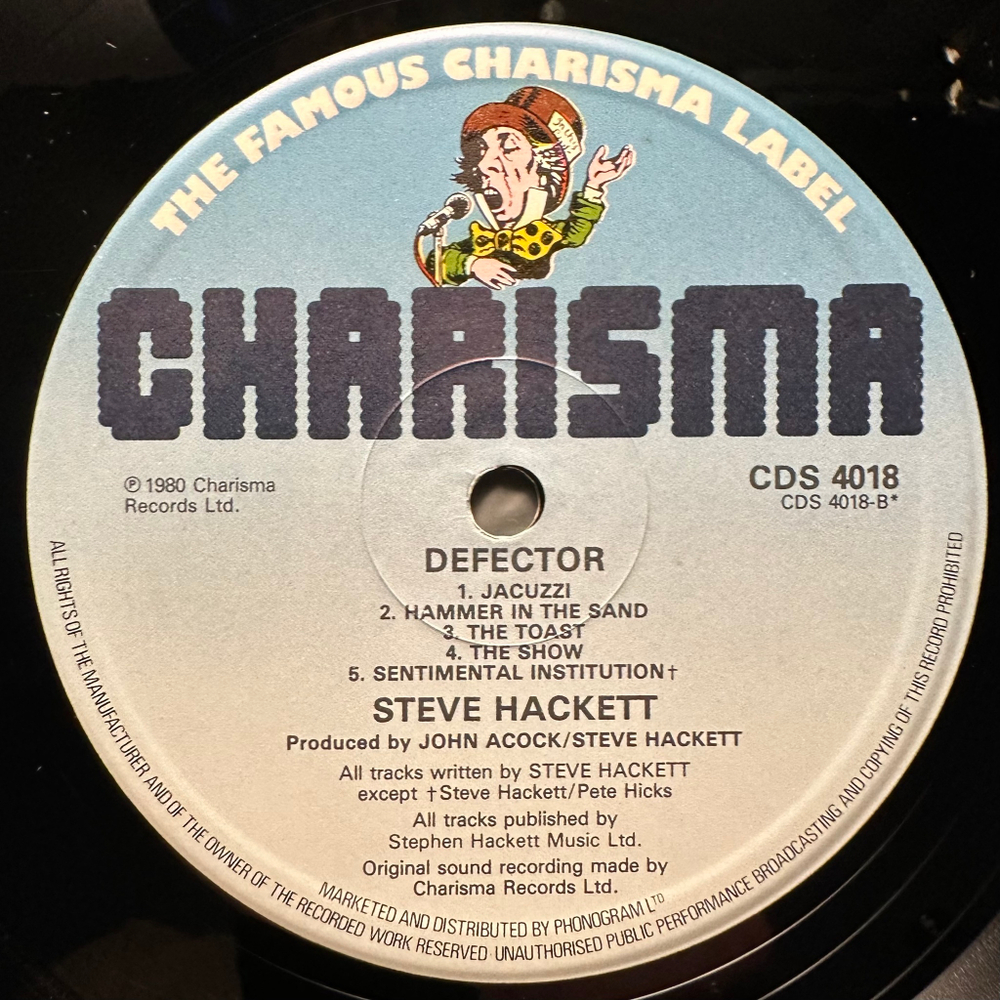 THE FAMOUS CHARISMA LABEL
CHARISMA
℗ 1980 Charisma
Records Ltd.
CDS 4018
CDS 4018-B*
DEFECTOR
1. JACUZZI
2. HAMMER IN THE SAND
3. THE TOAST
4. THE SHOW
5. SENTIMENTAL INSTITUTION†
STEVE HACKETT
Produced by JOHN ACOCK/STEVE HACKETT
All tracks written by STEVE HACKETT
except †Steve Hackett/Pete Hicks
All tracks published by
Stephen Hackett Music Ltd.
Original sound recording made by
Charisma Records Ltd.
MARKETED AND DISTRIBUTED BY PHONOGRAM LTD
ALL RIGHTS OF THE MANUFACTURER AND OF THE OWNER OF THE RECORDED WORK RESERVED · UNAUTHORISED PUBLIC PERFORMANCE BROADCASTING AND COPYING OF THIS RECORD PROHIBITED